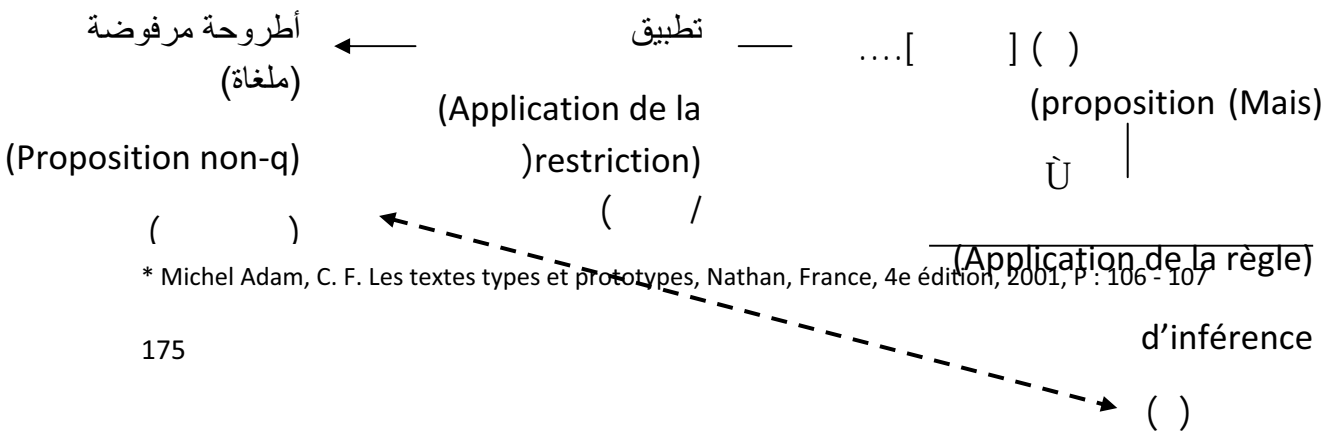 أطروحة مرفوضة
(ملغاة)
(Proposition non-q)
(            )
تطبيق
(Application de la
)restriction)
(       /
....[        ] (  )
(proposition (Mais)
Ù
(Application de la règle)
d’inférence
(  )
* Michel Adam, C. F. Les textes types et prototypes, Nathan, France, 4e édition, 2001, P : 106 - 107
175